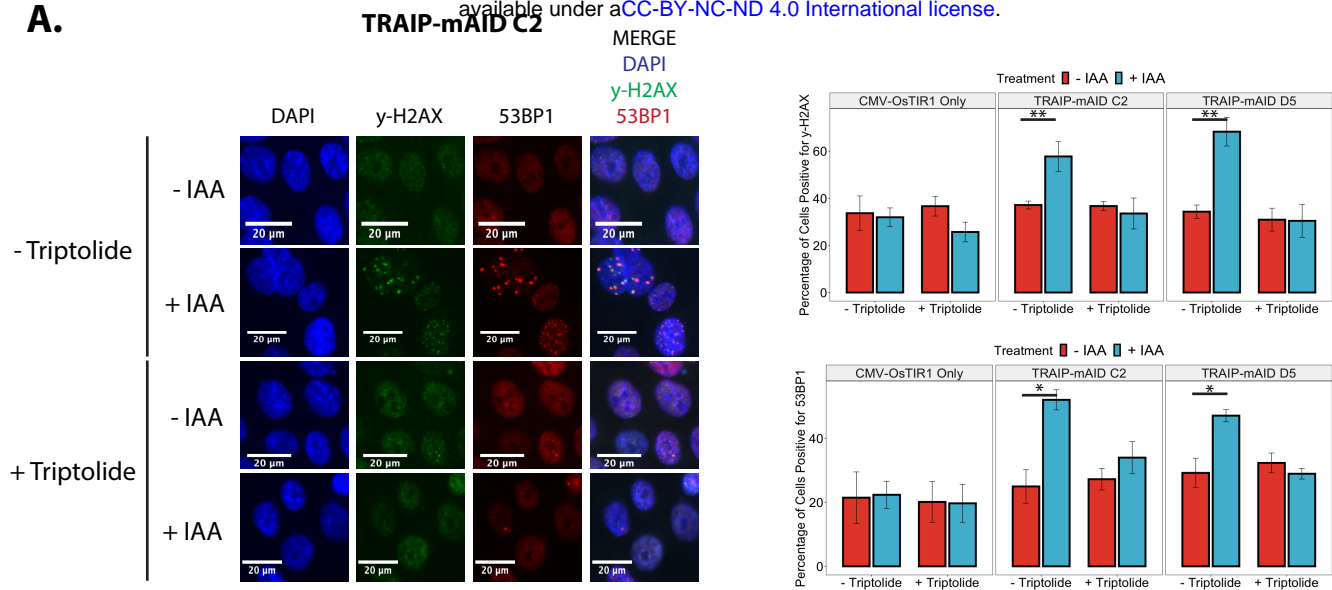 available under aCC-BY-NC-ND 4.0 International license.
A.
TRAIP-mAID C2
MERGE
DAPI
y-H2AX
DAPI y-H2AX 53BP1 53BP1
- Triptolide
- IAA
20 µm 20 µm 20 µm 20 µm
+ IAA
20 µm 20 µm 20 µm 20 µm
+ Triptolide
- IAA
20 µm 20 µm 20 µm 20 µm
+ IAA
20 µm 20 µm 20 µm 20 µm
Treatment - IAA + IAA
CMV-OsTIR1 Only TRAIP-mAID C2 TRAIP-mAID D5
Percentage of Cells Positive for y-H2AX
** **
60
40
20
0
- Triptolide + Triptolide - Triptolide + Triptolide - Triptolide + Triptolide
Treatment - IAA + IAA
CMV-OsTIR1 Only TRAIP-mAID C2 TRAIP-mAID D5
Percentage of Cells Positive for 53BP1
* *
40
20
0
- Triptolide + Triptolide - Triptolide + Triptolide - Triptolide + Triptolide